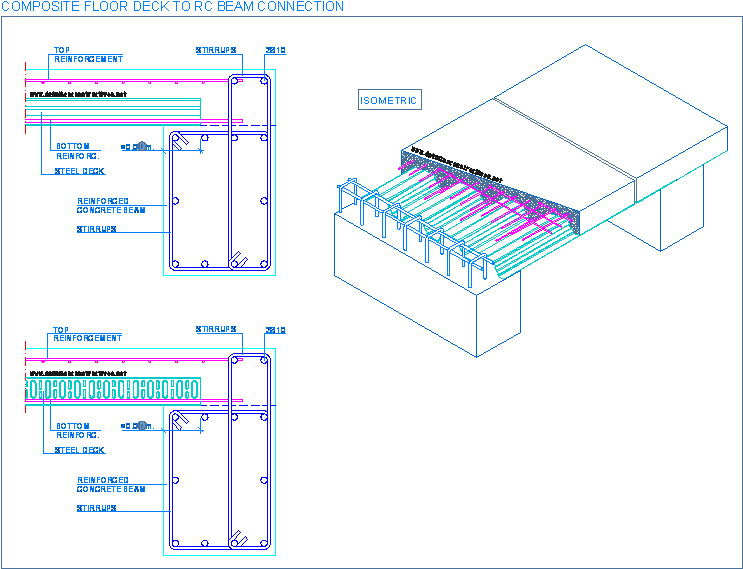 COMPOSITE FLOOR DECK TO RC BEAM CONNECTION
TOP
REINFORCEMENT
STIRRUPS
BOTTOM
REINFORC.
STEEL DECK
REINFORCED
CONCRETE BEAM
STIRRUPS
ISOMETRIC
TOP
REINFORCEMENT
STIRRUPS
BOTTOM
REINFORC.
STEEL DECK
REINFORCED
CONCRETE BEAM
STIRRUPS